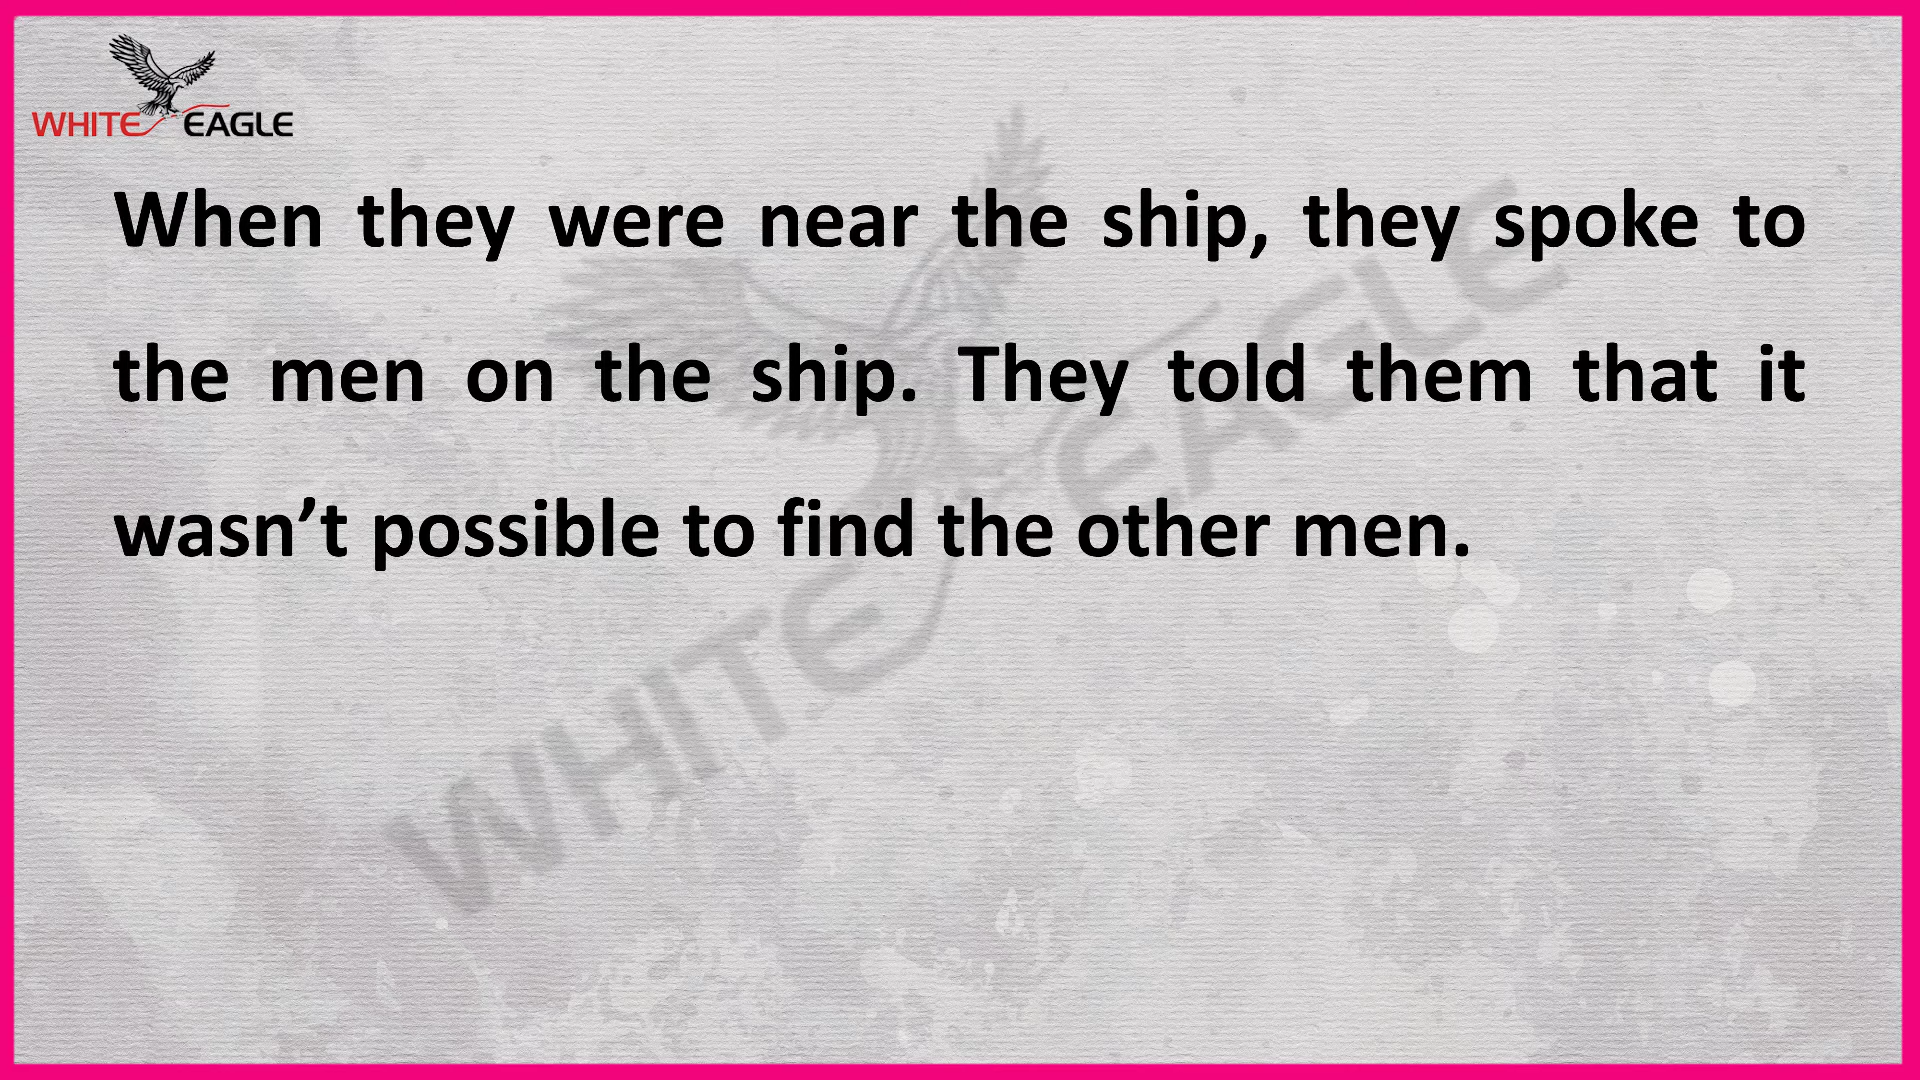 WHITE EAGLE
When they were near the ship, they spoke to
the men on the ship. They told them that it
wasn’t possible to find the other men.
WHITE EAGLE